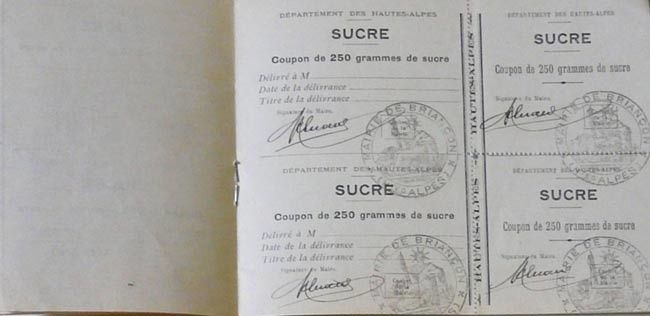 DÉPARTEMENT DES HAUTES-ALPES
SUCRE
Coupon de 250 grammes de sucre
Délivré à M
Date de la délivrance
Titre de la délivrance
Signature du Maire,
MAIRIE DE BRIANÇON
HAUTES-ALPES
DÉPARTEMENT DES HAUTES-ALPES
SUCRE
Coupon de 250 grammes de sucre
Signature du Maire,
MAIRIE DE BRIANÇON
DÉPARTEMENT DES HAUTES-ALPES
SUCRE
Coupon de 250 grammes de sucre
Délivré à M
Date de la délivrance
Titre de la délivrance
Signature du Maire,
MAIRIE DE BRIANÇON
HAUTES-ALPES
DÉPARTEMENT DES HAUTES-ALPES
SUCRE
Coupon de 250 grammes de sucre
Signature du Maire,
MAIRIE DE BRIANÇON